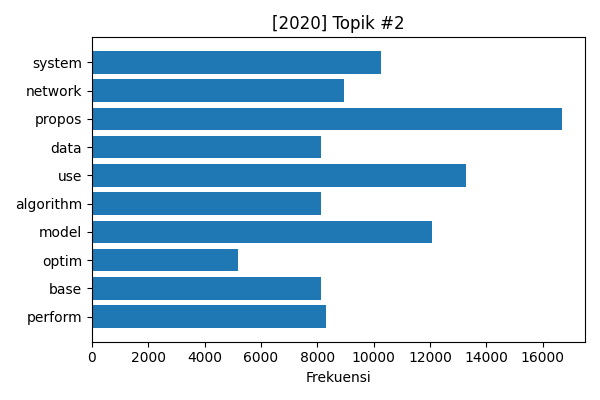 [2020] Topik #2
system
network
propos
data
use
algorithm
model
optim
base
perform
0 2000 4000 6000 8000 10000 12000 14000 16000
Frekuensi